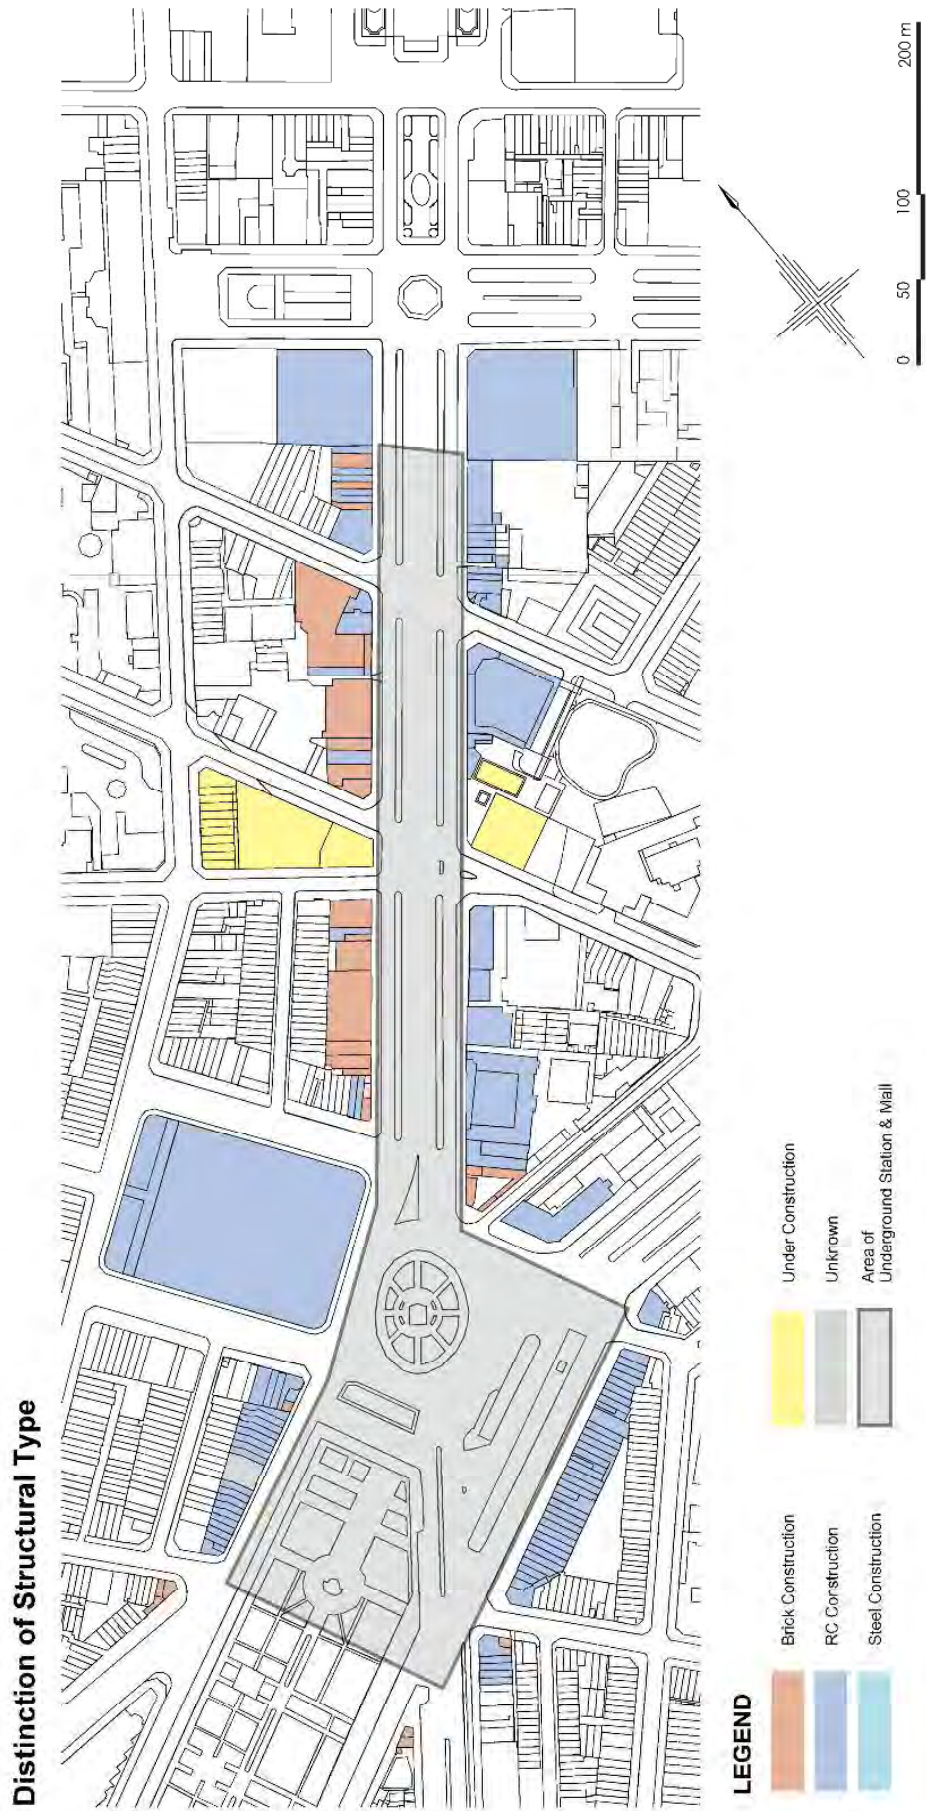 Distinction of Structural Type
LEGEND
Brick Construction
RC Construction
Steel Construction
Under Construction
Unknown
Area of
Underground Station & Mall
0
50
100
200 m